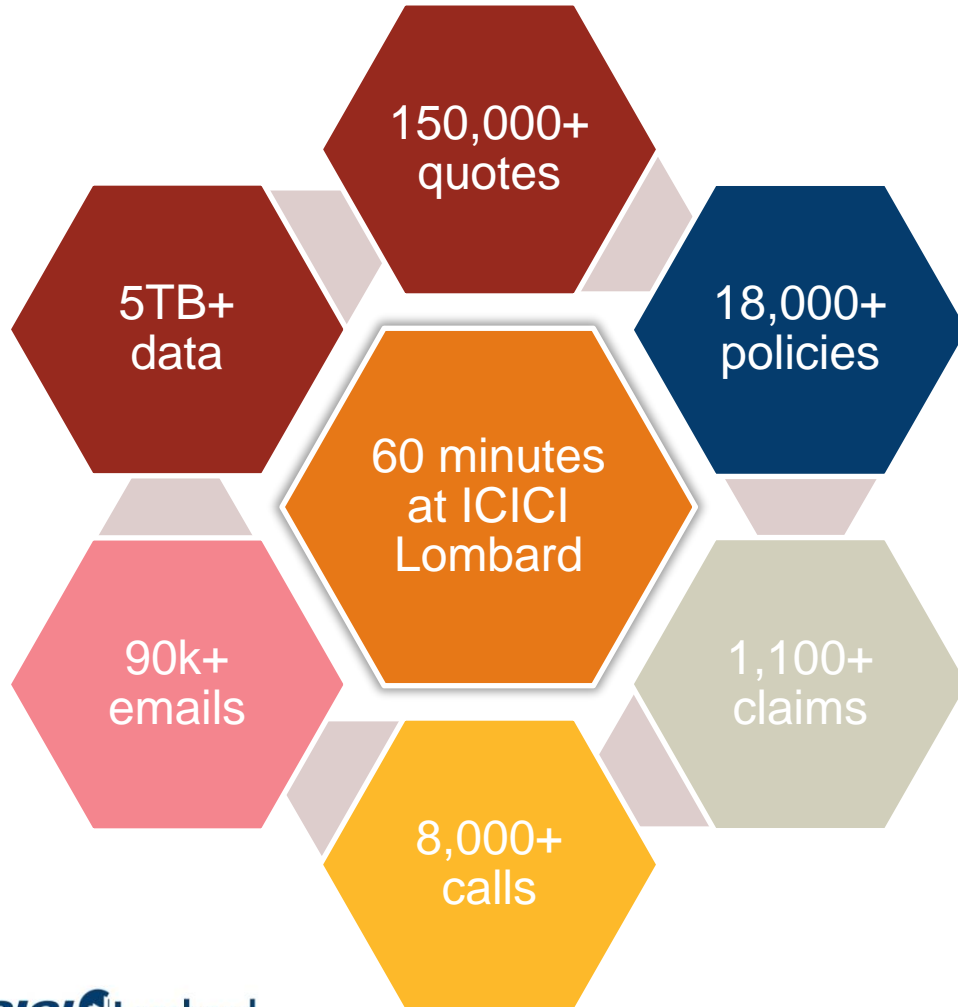 150,000+
quotes
5TB+
data
18,000+
policies
60 minutes
at ICICI
Lombard
90k+
emails
1,100+
claims
8,000+
calls